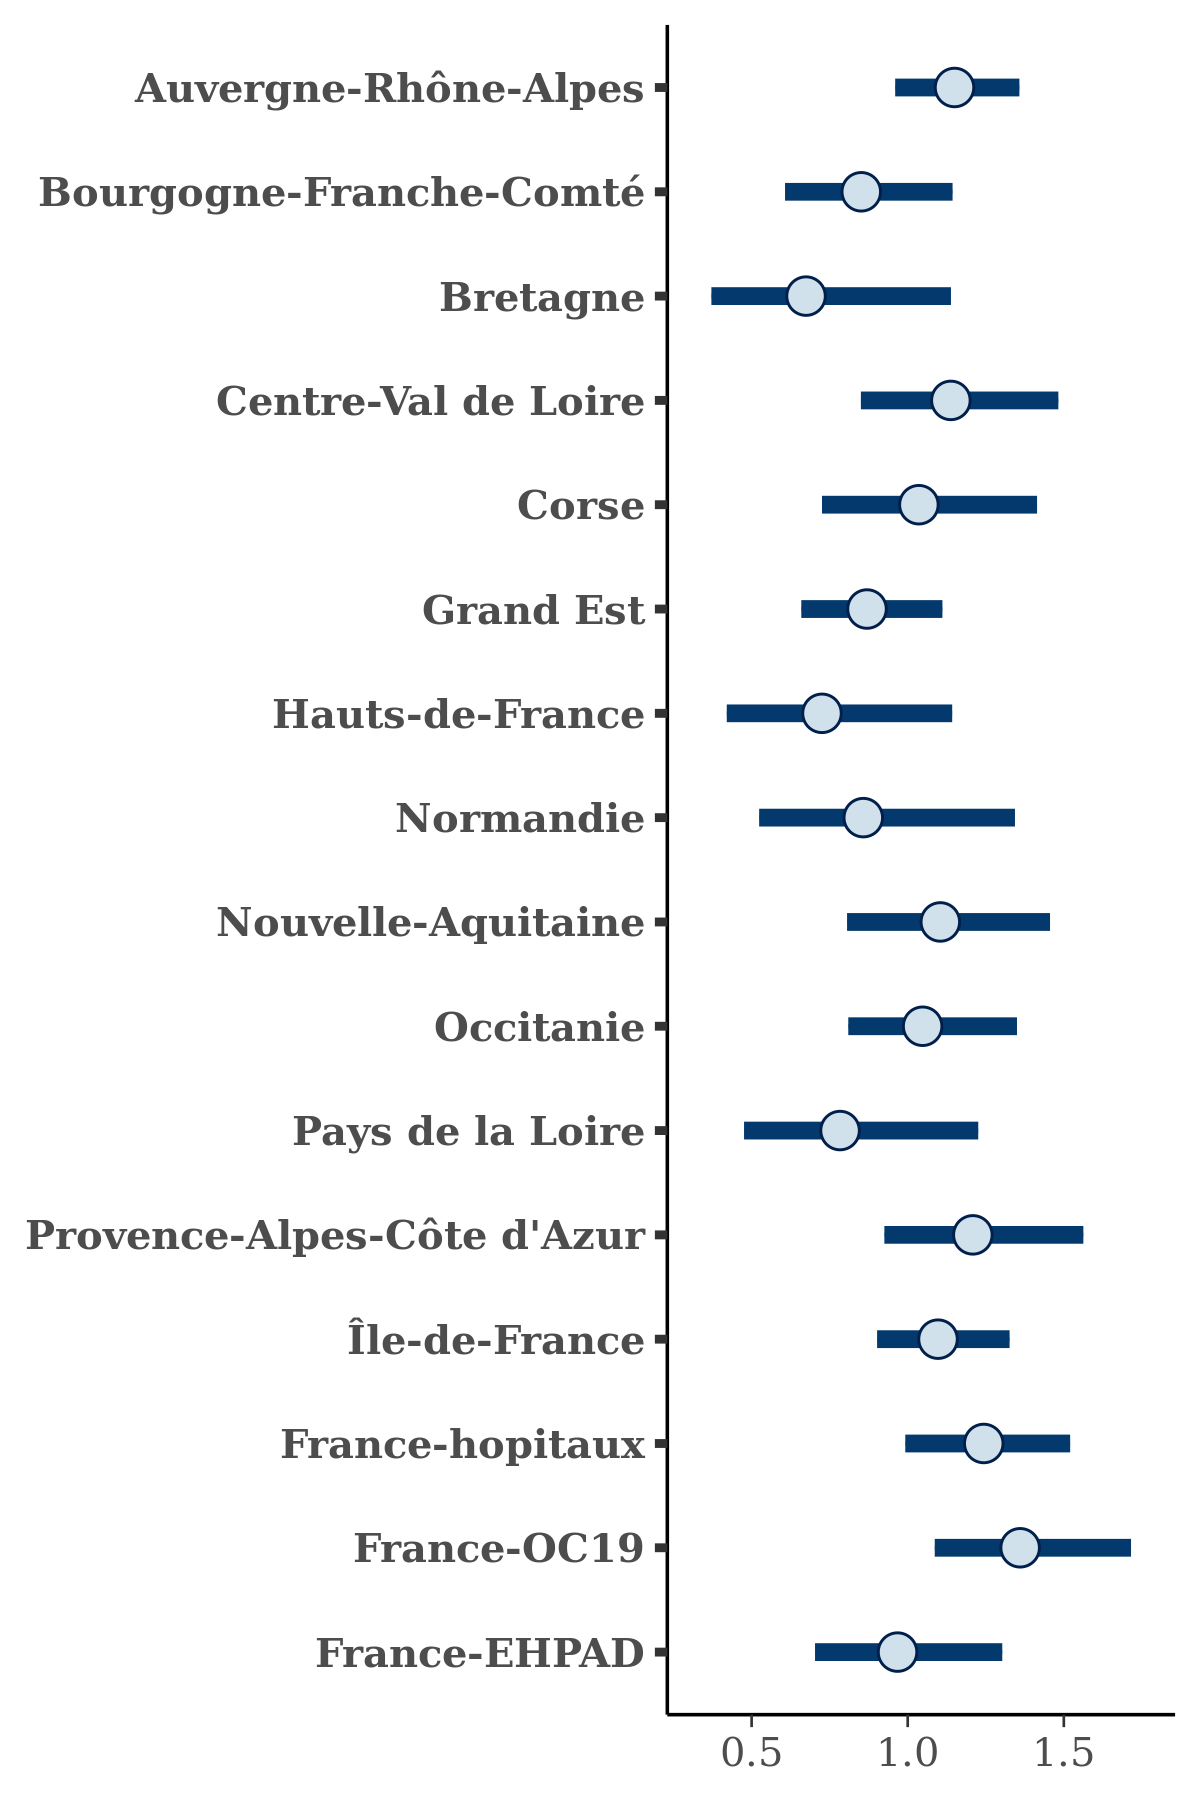 Auvergne-Rhône-Alpes
Bourgogne-Franche-Comté
Bretagne
Centre-Val de Loire
Corse
Grand Est
Hauts-de-France
Normandie
Nouvelle-Aquitaine
Occitanie
Pays de la Loire
Provence-Alpes-Côte d'Azur
Île-de-France
France-hopitaux
France-OC19
France-EHPAD
0.5 1.0 1.5